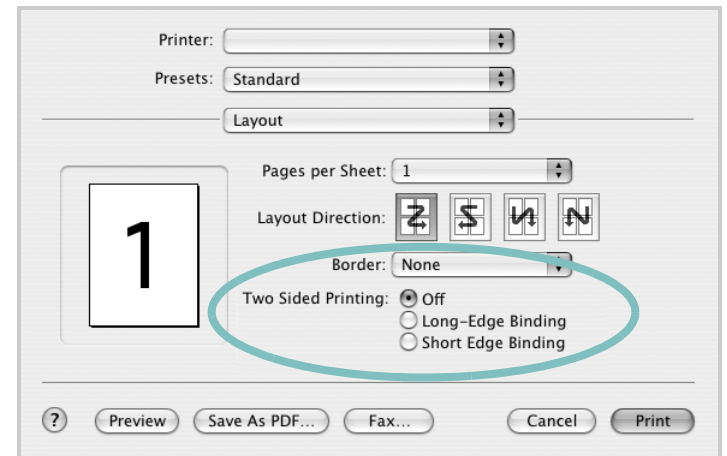 Printer:
Presets: Standard
Layout
Pages per Sheet: 1
Layout Direction:
1
Border: None
Two Sided Printing: Off
Long-Edge Binding
Short Edge Binding
? Preview Save As PDF... Fax... Cancel Print